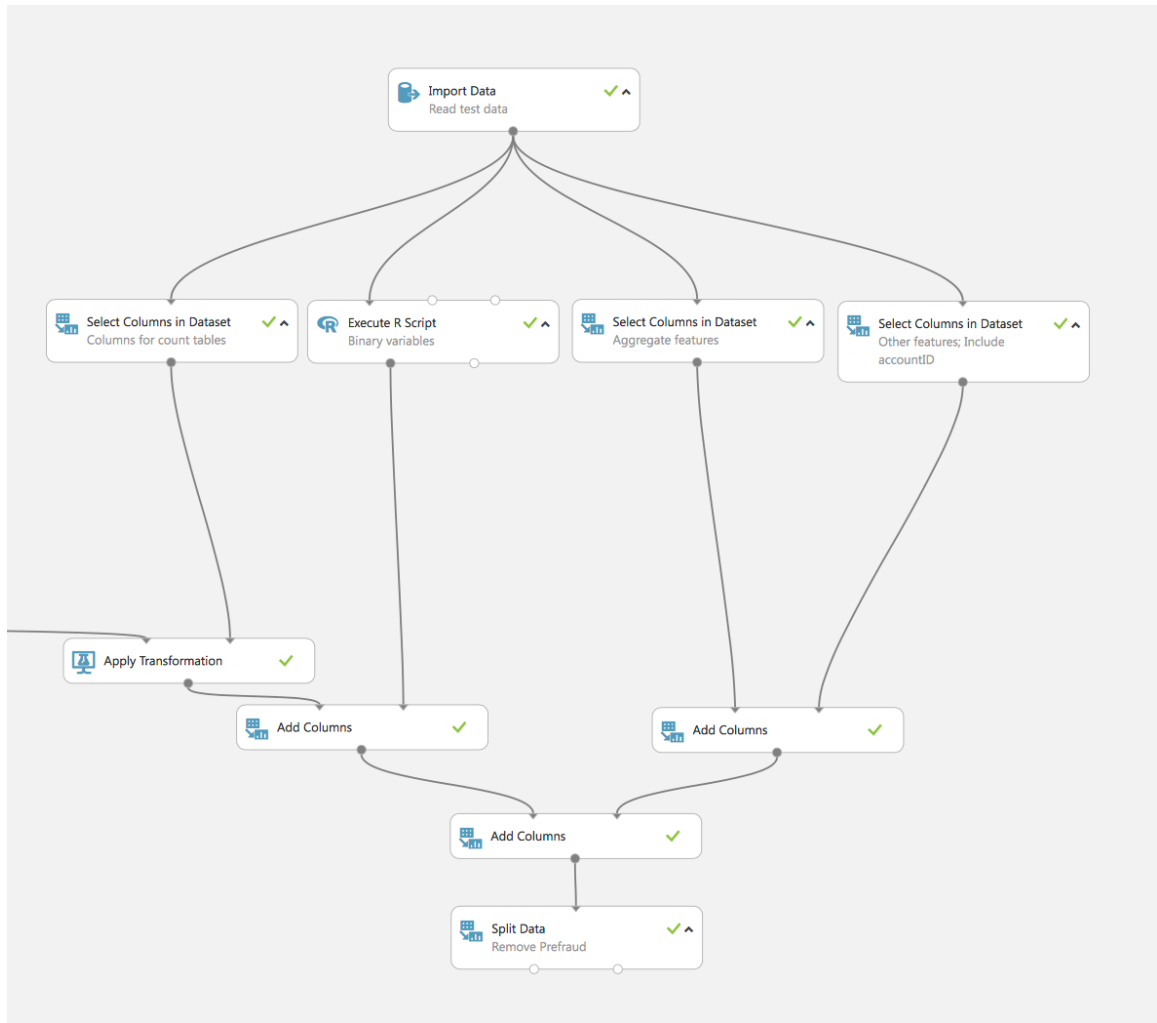 Import Data
Read test data
Select Columns in Dataset
Columns for count tables
Execute R Script
Binary variables
Select Columns in Dataset
Aggregate features
Select Columns in Dataset
Other features; Include
accountID
Apply Transformation
Add Columns
Add Columns
Add Columns
Split Data
Remove Prefraud